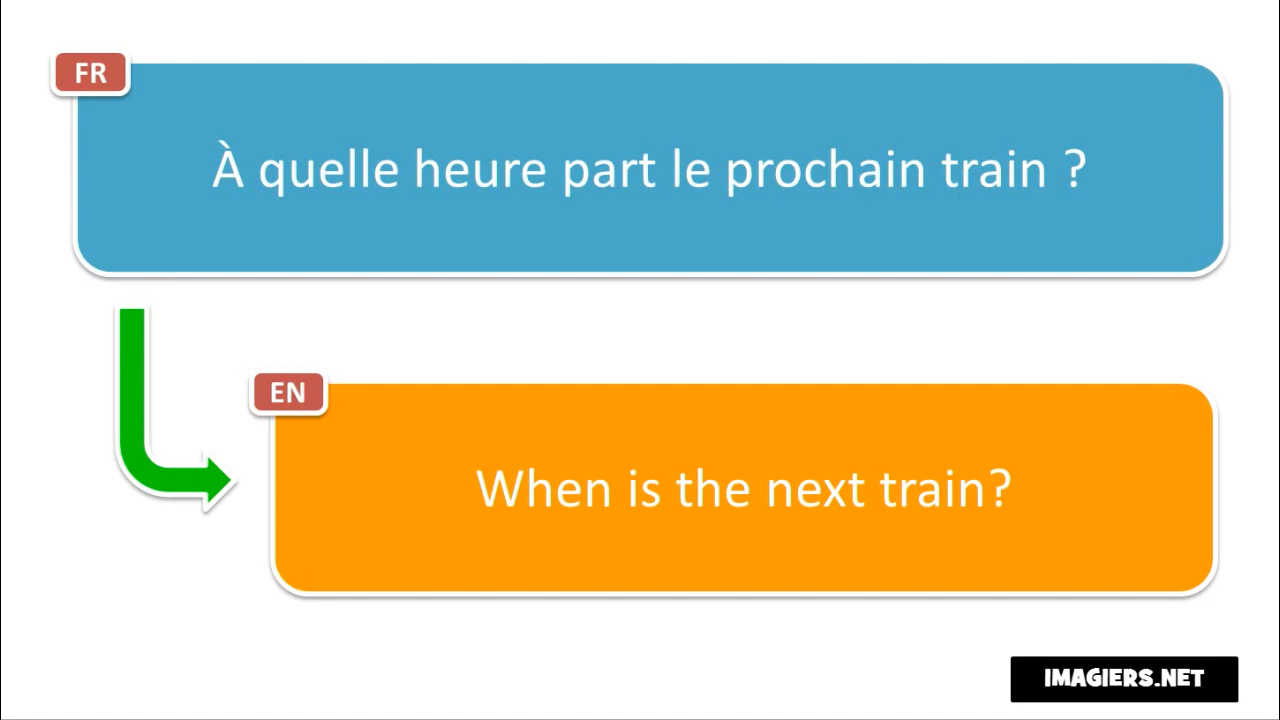 FR
À quelle heure part le prochain train ?
EN
When is the next train?
IMAGIERS.NET